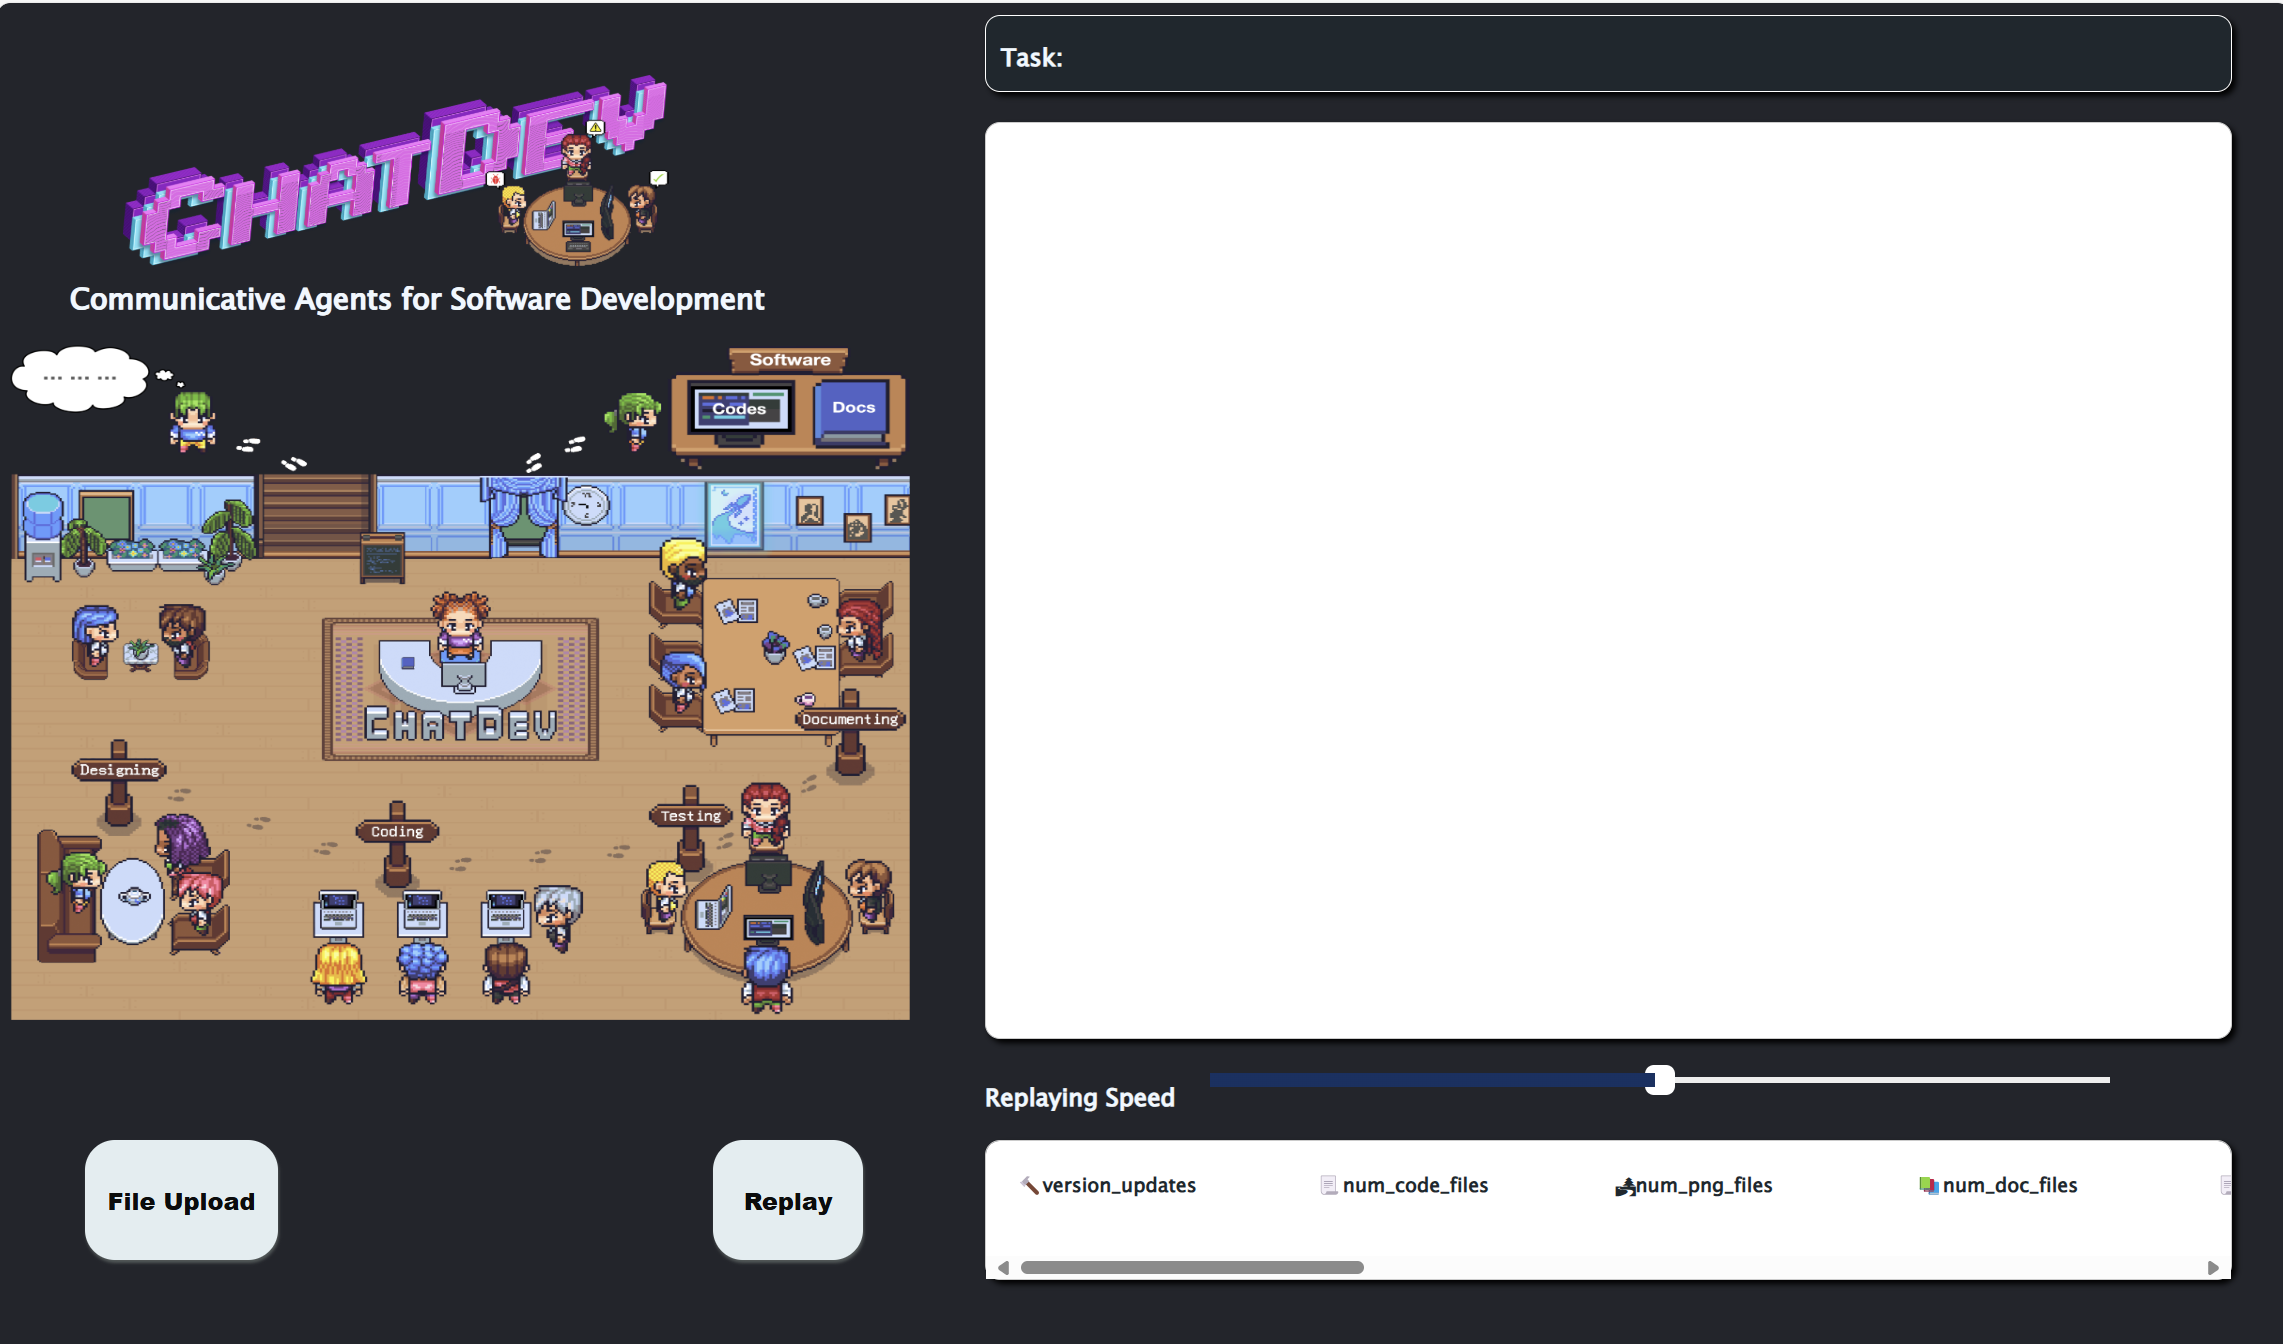 CHATDEV
Communicative Agents for Software Development
... ... ...
Software
Codes
Docs
CHATDEV
Documenting
Designing
Testing
Coding
File Upload
Replay
Task:
Replaying Speed
version_updates
num_code_files
num_png_files
num_doc_files